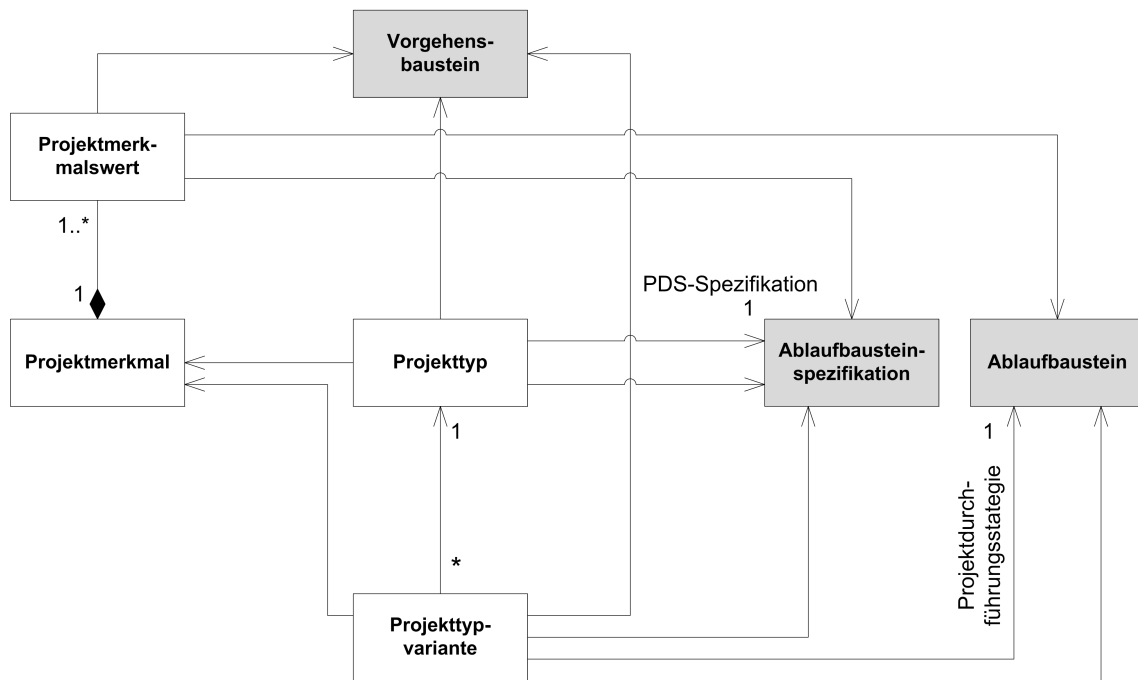 Vorgehens-
baustein
Projektmerk-
malswert
1..*
1
PDS-Spezifikation
1
Projektmerkmal
Projekttyp
Ablaufbaustein-
spezifikation
Ablaufbaustein
1
1
Projektdurch-
führungsstategie
*
Projekttyp-
variante